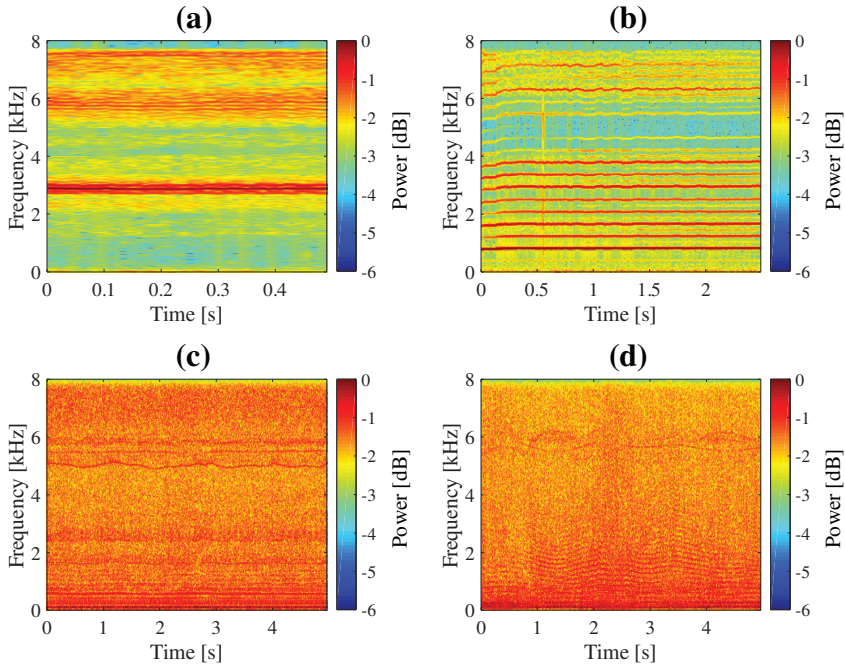 (a)
Frequency [kHz]
8
6
4
2
0
0 0.1 0.2 0.3 0.4
Time [s]
0
-1
-2
-3
-4
-5
-6
Power [dB]
(b)
Frequency [kHz]
8
6
4
2
0
0 0.5 1 1.5 2
Time [s]
0
-1
-2
-3
-4
-5
-6
Power [dB]
(c)
Frequency [kHz]
8
6
4
2
0
0 1 2 3 4
Time [s]
0
-1
-2
-3
-4
-5
-6
Power [dB]
(d)
Frequency [kHz]
8
6
4
2
0
0 1 2 3 4
Time [s]
0
-1
-2
-3
-4
-5
-6
Power [dB]